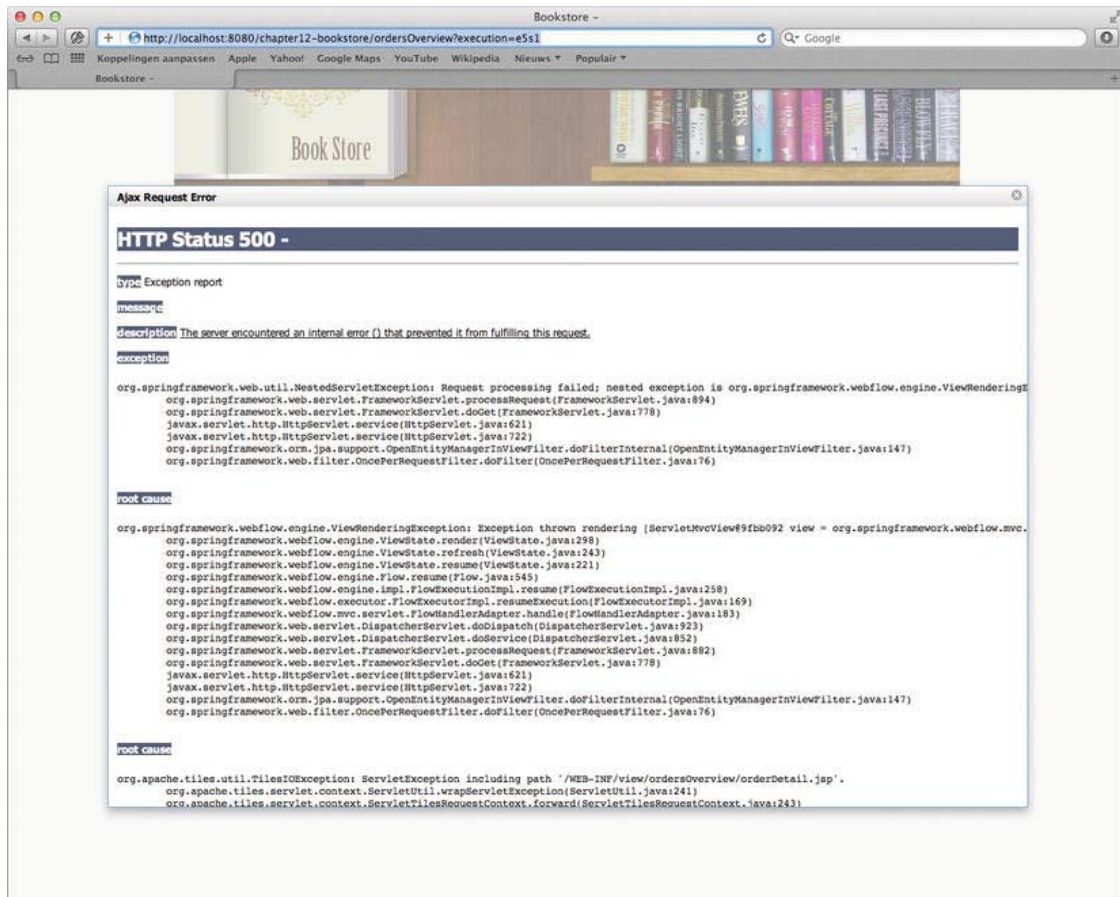 Bookstore –
http://localhost:8080/chapter12-bookstore/ordersOverview?execution=e5s1
Google
Koppelingen aanpassen Apple Yahoo! Google Maps YouTube Wikipedia Nieuws Populair
Bookstore –
Book Store
Ajax Request Error
HTTP Status 500 -
type Exception report
message
description The server encountered an internal error () that prevented it from fulfilling this request.
exception
org.springframework.web.util.NestedServletException: Request processing failed; nested exception is org.springframework.webflow.engine.ViewRenderingE
org.springframework.web.servlet.FrameworkServlet.processRequest(FrameworkServlet.java:894)
org.springframework.web.servlet.FrameworkServlet.doGet(FrameworkServlet.java:778)
javax.servlet.http.HttpServlet.service(HttpServlet.java:621)
javax.servlet.http.HttpServlet.service(HttpServlet.java:722)
org.springframework.orm.jpa.support.OpenEntityManagerInViewFilter.doFilterInternal(OpenEntityManagerInViewFilter.java:147)
org.springframework.web.filter.OncePerRequestFilter.doFilter(OncePerRequestFilter.java:76)
root cause
org.springframework.webflow.engine.ViewRenderingException: Exception thrown rendering [ServletMvcView@9fbb092 view = org.springframework.webflow.mvc.
org.springframework.webflow.engine.ViewState.render(ViewState.java:298)
org.springframework.webflow.engine.ViewState.refresh(ViewState.java:243)
org.springframework.webflow.engine.ViewState.resume(ViewState.java:221)
org.springframework.webflow.engine.Flow.resume(Flow.java:545)
org.springframework.webflow.engine.impl.FlowExecutionImpl.resume(FlowExecutionImpl.java:258)
org.springframework.webflow.executor.FlowExecutorImpl.resumeExecution(FlowExecutorImpl.java:169)
org.springframework.webflow.mvc.servlet.FlowHandlerAdapter.handle(FlowHandlerAdapter.java:183)
org.springframework.web.servlet.DispatcherServlet.doDispatch(DispatcherServlet.java:923)
org.springframework.web.servlet.DispatcherServlet.doService(DispatcherServlet.java:852)
org.springframework.web.servlet.FrameworkServlet.processRequest(FrameworkServlet.java:882)
org.springframework.web.servlet.FrameworkServlet.doGet(FrameworkServlet.java:778)
javax.servlet.http.HttpServlet.service(HttpServlet.java:621)
javax.servlet.http.HttpServlet.service(HttpServlet.java:722)
org.springframework.orm.jpa.support.OpenEntityManagerInViewFilter.doFilterInternal(OpenEntityManagerInViewFilter.java:147)
org.springframework.web.filter.OncePerRequestFilter.doFilter(OncePerRequestFilter.java:76)
root cause
org.apache.tiles.util.TilesIOException: ServletException including path '/WEB-INF/view/ordersOverview/orderDetail.jsp'.
org.apache.tiles.servlet.context.ServletUtil.wrapServletException(ServletUtil.java:241)
org.apache.tiles.servlet.context.ServletTilesRequestContext.forward(ServletTilesRequestContext.java:243)